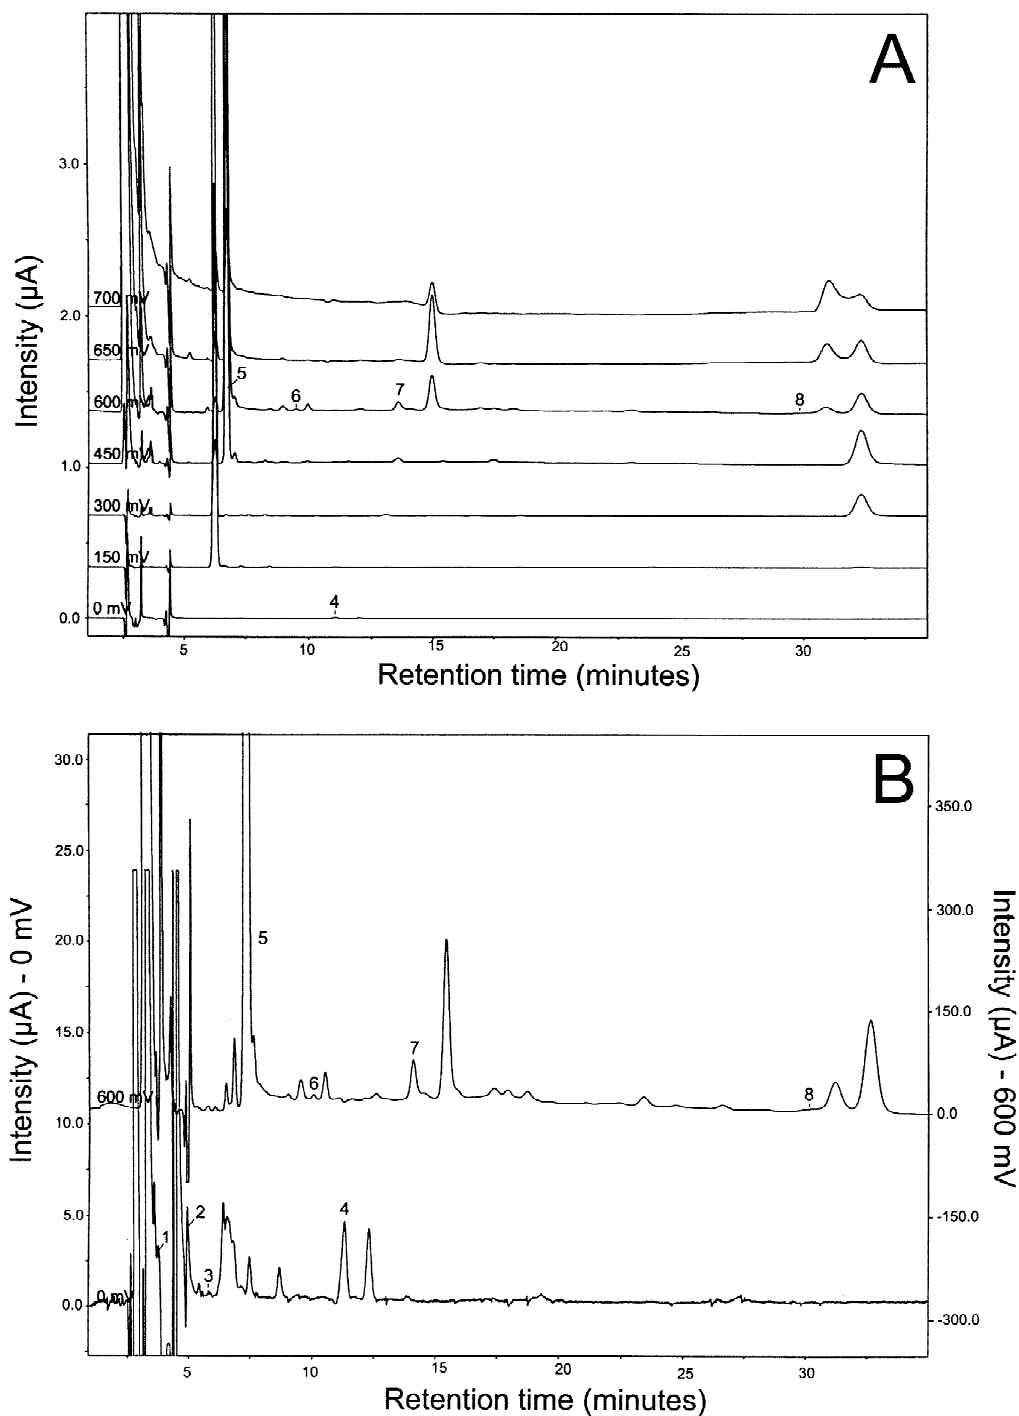 A
3.0
2.0
1.0
0.0
Intensity (µA)
700 mV
650 mV
600 mV
450 mV
300 mV
150 mV
0 mV
5
6
7
8
4
5 10 15 20 25 30
Retention time (minutes)
B
30.0
25.0
20.0
15.0
10.0
5.0
0.0
Intensity (µA) - 0 mV
350.0
300.0
150.0
0.0
-150.0
-300.0
Intensity (µA) - 600 mV
600 mV
5
6
7
8
0 mV
1
2
3
4
5 10 15 20 25 30
Retention time (minutes)